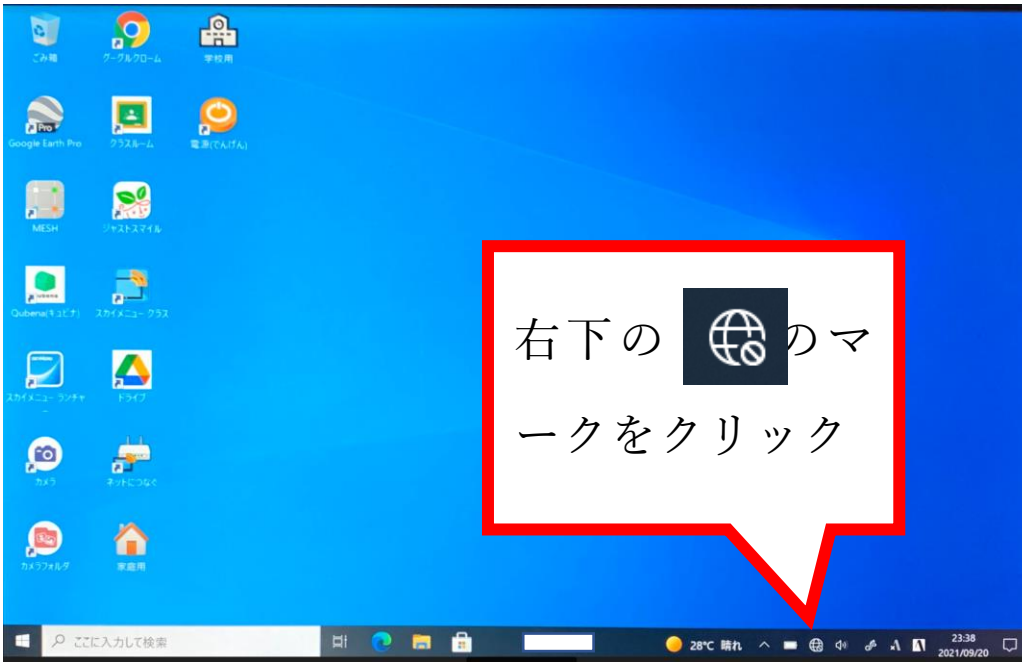 ごみ箱
グーグルクローム
学校用
Google Earth Pro
クラスルーム
電源(でんげん)
MESH
ジャストスマイル
Qubena(キュビナ)
スカイメニュー クラス
スカイメニュー ランチャー
ドライブ
カメラ
ネットにつなぐ
カメラフォルダ
家庭用
右下の のマ
ークをクリック
ここに入力して検索
28°C 晴れ
23:38
2021/09/20